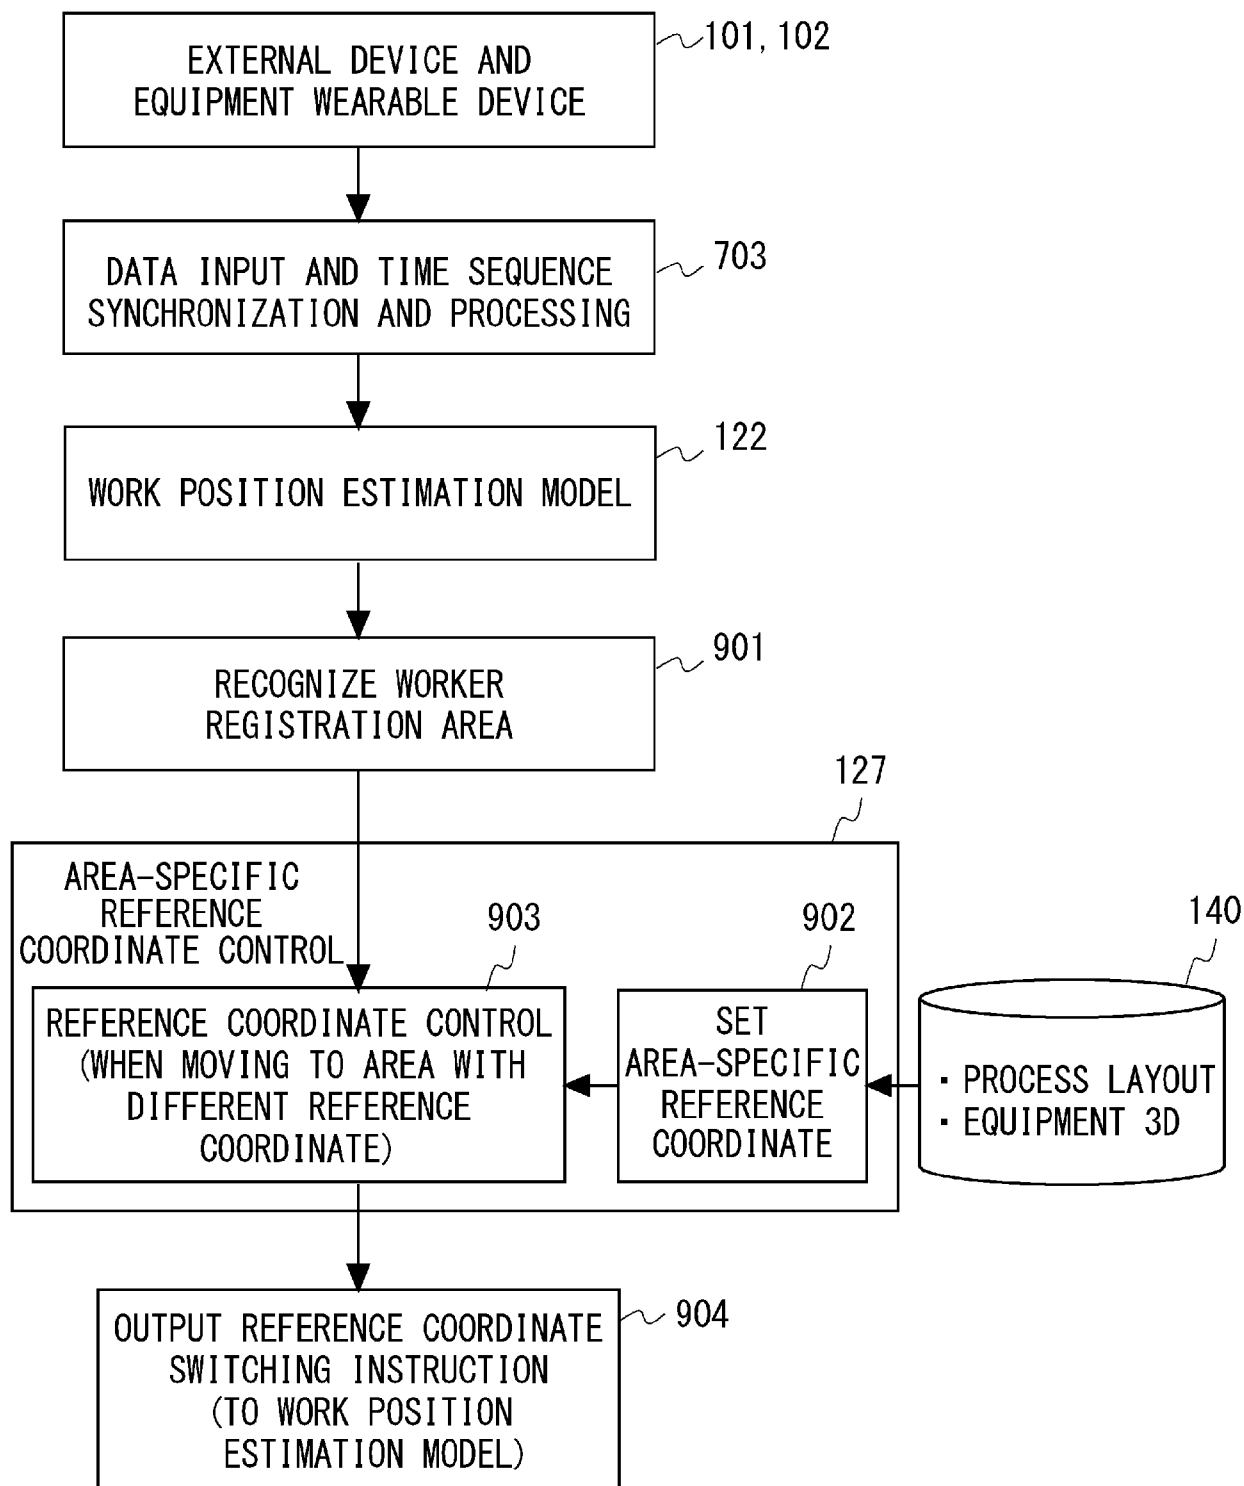 101, 102
EXTERNAL DEVICE AND
EQUIPMENT WEARABLE DEVICE
703
DATA INPUT AND TIME SEQUENCE
SYNCHRONIZATION AND PROCESSING
122
WORK POSITION ESTIMATION MODEL
901
RECOGNIZE WORKER
REGISTRATION AREA
127
AREA-SPECIFIC
REFERENCE
COORDINATE CONTROL
903
902
140
REFERENCE COORDINATE CONTROL
(WHEN MOVING TO AREA WITH
DIFFERENT REFERENCE
COORDINATE)
SET
AREA-SPECIFIC
REFERENCE
COORDINATE
・PROCESS LAYOUT
・EQUIPMENT 3D
904
OUTPUT REFERENCE COORDINATE
SWITCHING INSTRUCTION
(TO WORK POSITION
ESTIMATION MODEL)